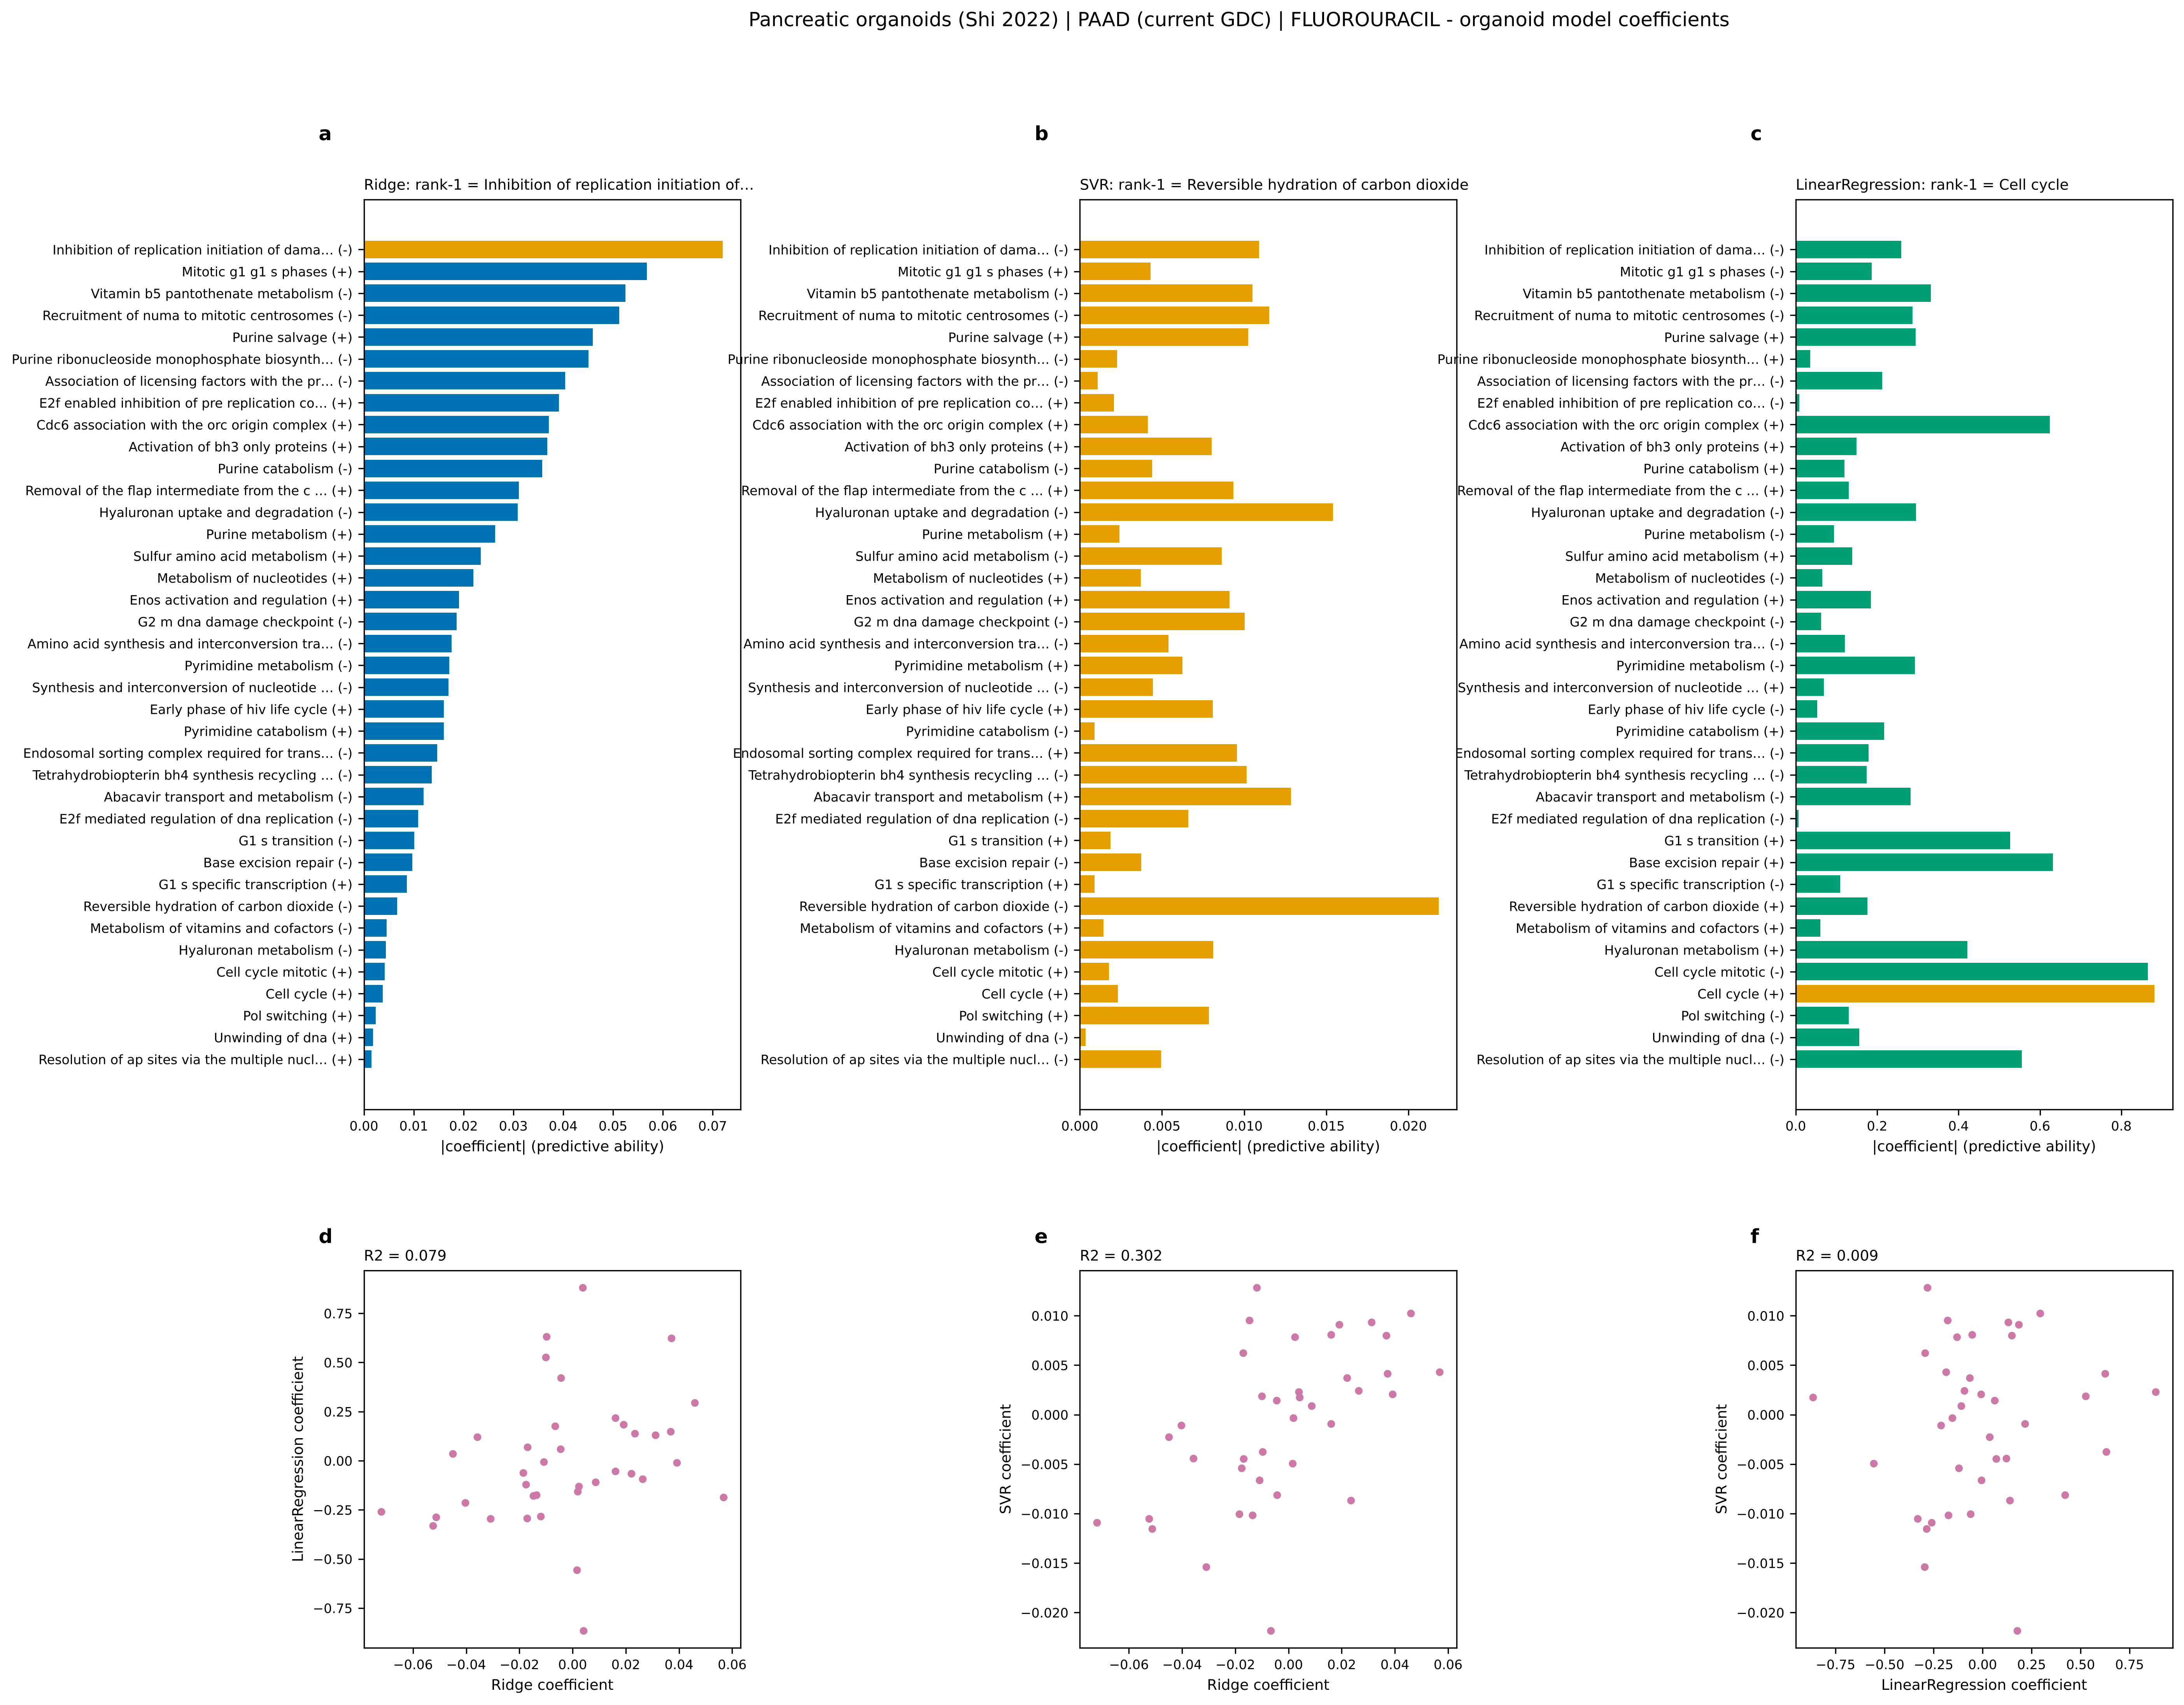 Pancreatic organoids (Shi 2022) | PAAD (current GDC) | FLUOROURACIL - organoid model coefficients
a
Ridge: rank-1 = Inhibition of replication initiation of...
Inhibition of replication initiation of dama... (-)
Mitotic g1 g1 s phases (+)
Vitamin b5 pantothenate metabolism (-)
Recruitment of numa to mitotic centrosomes (-)
Purine salvage (+)
Purine ribonucleoside monophosphate biosynth... (-)
Association of licensing factors with the pr... (-)
E2f enabled inhibition of pre replication co... (+)
Cdc6 association with the orc origin complex (+)
Activation of bh3 only proteins (+)
Purine catabolism (-)
Removal of the flap intermediate from the c ... (+)
Hyaluronan uptake and degradation (-)
Purine metabolism (+)
Sulfur amino acid metabolism (+)
Metabolism of nucleotides (+)
Enos activation and regulation (+)
G2 m dna damage checkpoint (-)
Amino acid synthesis and interconversion tra... (-)
Pyrimidine metabolism (-)
Synthesis and interconversion of nucleotide ... (-)
Early phase of hiv life cycle (+)
Pyrimidine catabolism (+)
Endosomal sorting complex required for trans... (-)
Tetrahydrobiopterin bh4 synthesis recycling ... (-)
Abacavir transport and metabolism (-)
E2f mediated regulation of dna replication (-)
G1 s transition (-)
Base excision repair (-)
G1 s specific transcription (+)
Reversible hydration of carbon dioxide (-)
Metabolism of vitamins and cofactors (-)
Hyaluronan metabolism (-)
Cell cycle mitotic (+)
Cell cycle (+)
Pol switching (+)
Unwinding of dna (+)
Resolution of ap sites via the multiple nucl... (+)
0.00 0.01 0.02 0.03 0.04 0.05 0.06 0.07
|coefficient| (predictive ability)
b
SVR: rank-1 = Reversible hydration of carbon dioxide
Inhibition of replication initiation of dama... (-)
Mitotic g1 g1 s phases (+)
Vitamin b5 pantothenate metabolism (-)
Recruitment of numa to mitotic centrosomes (-)
Purine salvage (+)
Purine ribonucleoside monophosphate biosynth... (-)
Association of licensing factors with the pr... (-)
E2f enabled inhibition of pre replication co... (+)
Cdc6 association with the orc origin complex (+)
Activation of bh3 only proteins (+)
Purine catabolism (-)
Removal of the flap intermediate from the c ... (+)
Hyaluronan uptake and degradation (-)
Purine metabolism (+)
Sulfur amino acid metabolism (-)
Metabolism of nucleotides (+)
Enos activation and regulation (+)
G2 m dna damage checkpoint (-)
Amino acid synthesis and interconversion tra... (-)
Pyrimidine metabolism (+)
Synthesis and interconversion of nucleotide ... (-)
Early phase of hiv life cycle (+)
Pyrimidine catabolism (-)
Endosomal sorting complex required for trans... (+)
Tetrahydrobiopterin bh4 synthesis recycling ... (-)
Abacavir transport and metabolism (+)
E2f mediated regulation of dna replication (-)
G1 s transition (+)
Base excision repair (-)
G1 s specific transcription (+)
Reversible hydration of carbon dioxide (-)
Metabolism of vitamins and cofactors (+)
Hyaluronan metabolism (-)
Cell cycle mitotic (+)
Cell cycle (+)
Pol switching (+)
Unwinding of dna (-)
Resolution of ap sites via the multiple nucl... (-)
0.000 0.005 0.010 0.015 0.020
|coefficient| (predictive ability)
c
LinearRegression: rank-1 = Cell cycle
Inhibition of replication initiation of dama... (-)
Mitotic g1 g1 s phases (-)
Vitamin b5 pantothenate metabolism (-)
Recruitment of numa to mitotic centrosomes (-)
Purine salvage (+)
Purine ribonucleoside monophosphate biosynth... (+)
Association of licensing factors with the pr... (-)
E2f enabled inhibition of pre replication co... (-)
Cdc6 association with the orc origin complex (+)
Activation of bh3 only proteins (+)
Purine catabolism (+)
Removal of the flap intermediate from the c ... (+)
Hyaluronan uptake and degradation (-)
Purine metabolism (-)
Sulfur amino acid metabolism (+)
Metabolism of nucleotides (-)
Enos activation and regulation (+)
G2 m dna damage checkpoint (-)
Amino acid synthesis and interconversion tra... (-)
Pyrimidine metabolism (-)
Synthesis and interconversion of nucleotide ... (+)
Early phase of hiv life cycle (-)
Pyrimidine catabolism (+)
Endosomal sorting complex required for trans... (-)
Tetrahydrobiopterin bh4 synthesis recycling ... (-)
Abacavir transport and metabolism (-)
E2f mediated regulation of dna replication (-)
G1 s transition (+)
Base excision repair (+)
G1 s specific transcription (-)
Reversible hydration of carbon dioxide (+)
Metabolism of vitamins and cofactors (+)
Hyaluronan metabolism (+)
Cell cycle mitotic (-)
Cell cycle (+)
Pol switching (-)
Unwinding of dna (-)
Resolution of ap sites via the multiple nucl... (-)
0.0 0.2 0.4 0.6 0.8
|coefficient| (predictive ability)
d
R2 = 0.079
LinearRegression coefficient
0.75
0.50
0.25
0.00
−0.25
−0.50
−0.75
−0.06 −0.04 −0.02 0.00 0.02 0.04 0.06
Ridge coefficient
e
R2 = 0.302
SVR coefficient
0.010
0.005
0.000
−0.005
−0.010
−0.015
−0.020
−0.06 −0.04 −0.02 0.00 0.02 0.04 0.06
Ridge coefficient
f
R2 = 0.009
SVR coefficient
0.010
0.005
0.000
−0.005
−0.010
−0.015
−0.020
−0.75 −0.50 −0.25 0.00 0.25 0.50 0.75
LinearRegression coefficient